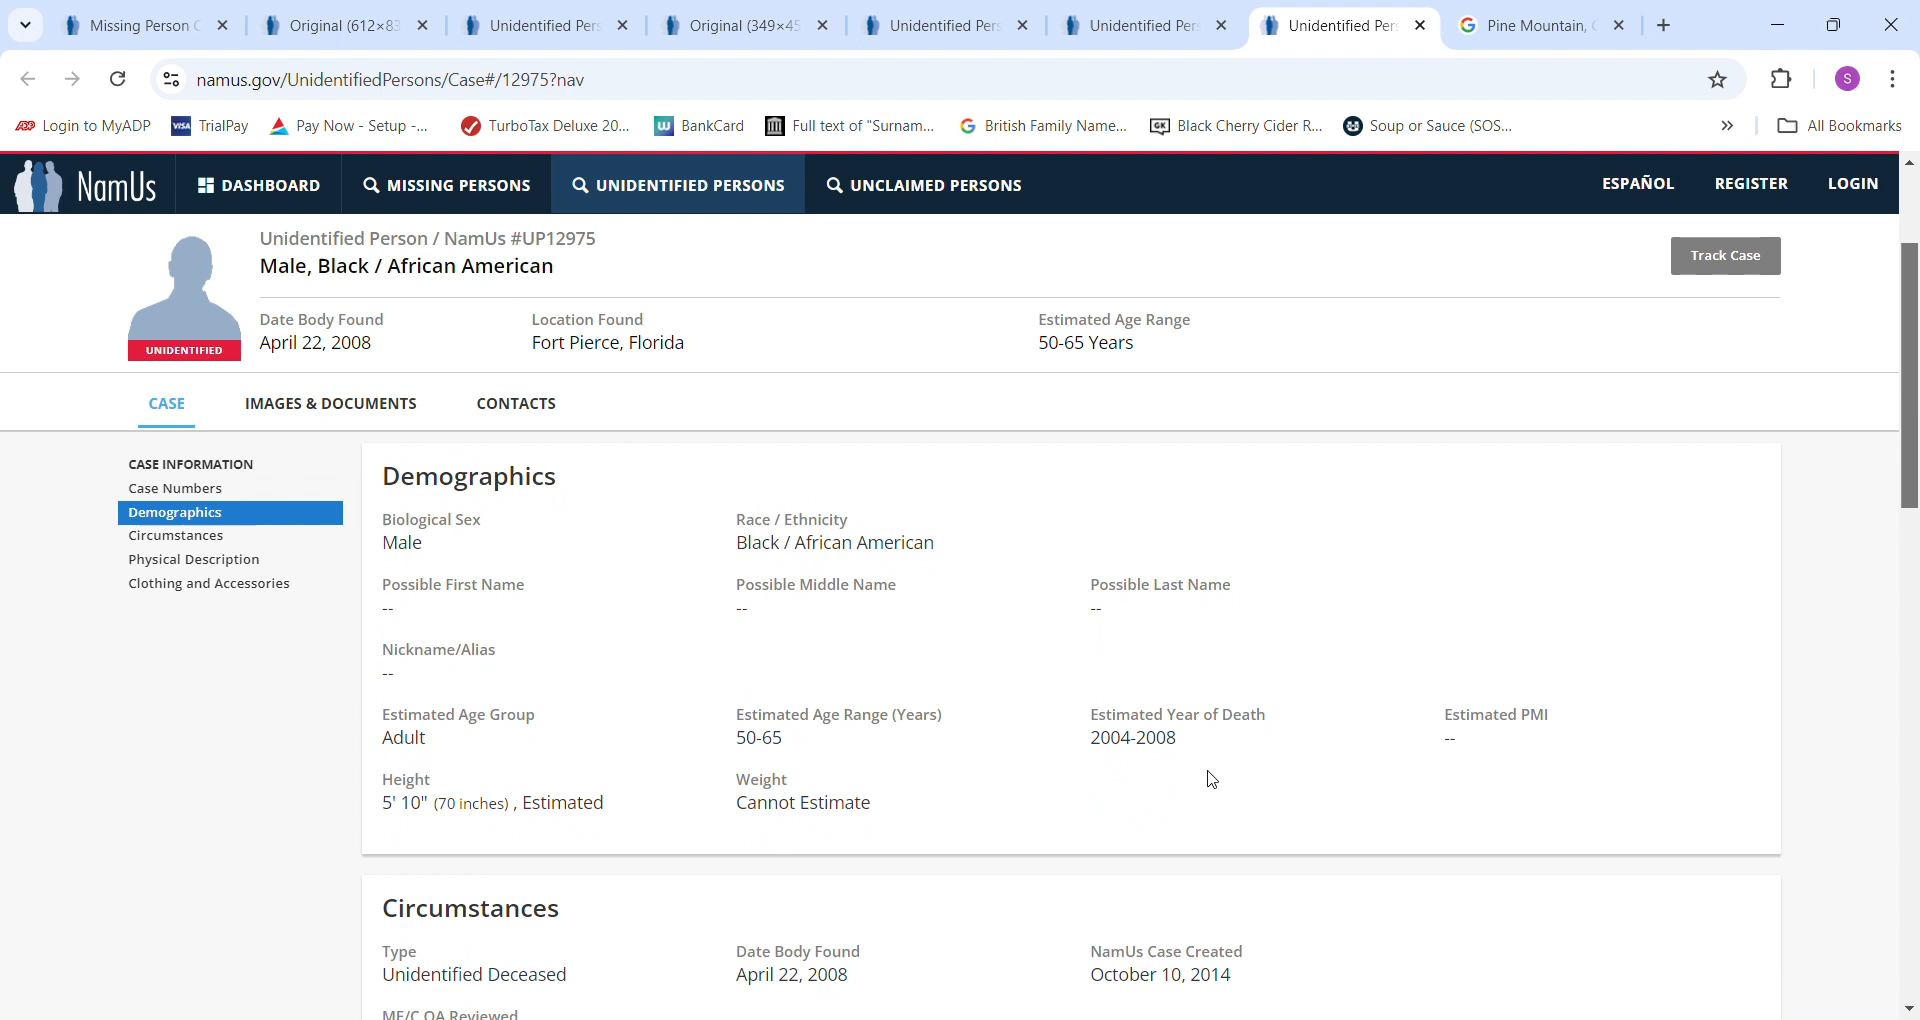 Missing Person C
Original (612×83
Unidentified Pers
Original (349×45
Unidentified Pers
Unidentified Pers
Unidentified Pers
Pine Mountain,
namus.gov/UnidentifiedPersons/Case#/12975?nav
S
ADP Login to MyADP
VISA TrialPay
Pay Now - Setup -...
TurboTax Deluxe 20...
BankCard
Full text of "Surnam...
British Family Name...
GK Black Cherry Cider R...
Soup or Sauce (SOS...
»
All Bookmarks
NamUs
DASHBOARD
MISSING PERSONS
UNIDENTIFIED PERSONS
UNCLAIMED PERSONS
ESPAÑOL
REGISTER
LOGIN
UNIDENTIFIED
Unidentified Person / NamUs #UP12975
Male, Black / African American
Track Case
Date Body Found
April 22, 2008
Location Found
Fort Pierce, Florida
Estimated Age Range
50-65 Years
CASE
IMAGES & DOCUMENTS
CONTACTS
CASE INFORMATION
Case Numbers
Demographics
Circumstances
Physical Description
Clothing and Accessories
Demographics
Biological Sex
Male
Race / Ethnicity
Black / African American
Possible First Name
--
Possible Middle Name
--
Possible Last Name
--
Nickname/Alias
--
Estimated Age Group
Adult
Estimated Age Range (Years)
50-65
Estimated Year of Death
2004-2008
Estimated PMI
--
Height
5' 10" (70 inches) , Estimated
Weight
Cannot Estimate
Circumstances
Type
Unidentified Deceased
Date Body Found
April 22, 2008
NamUs Case Created
October 10, 2014
ME/C QA Reviewed